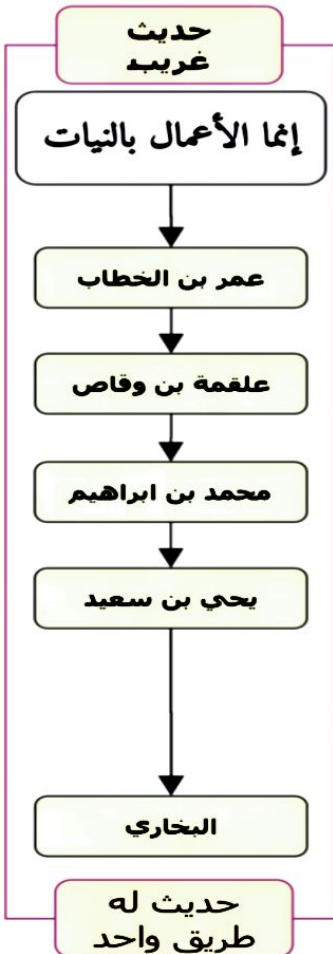 حديث
غريب
إنما الأعمال بالنيات
عمر بن الخطاب
علقمة بن وقاص
محمد بن ابراهيم
يحي بن سعيد
البخاري
حديث له
طريق واحد